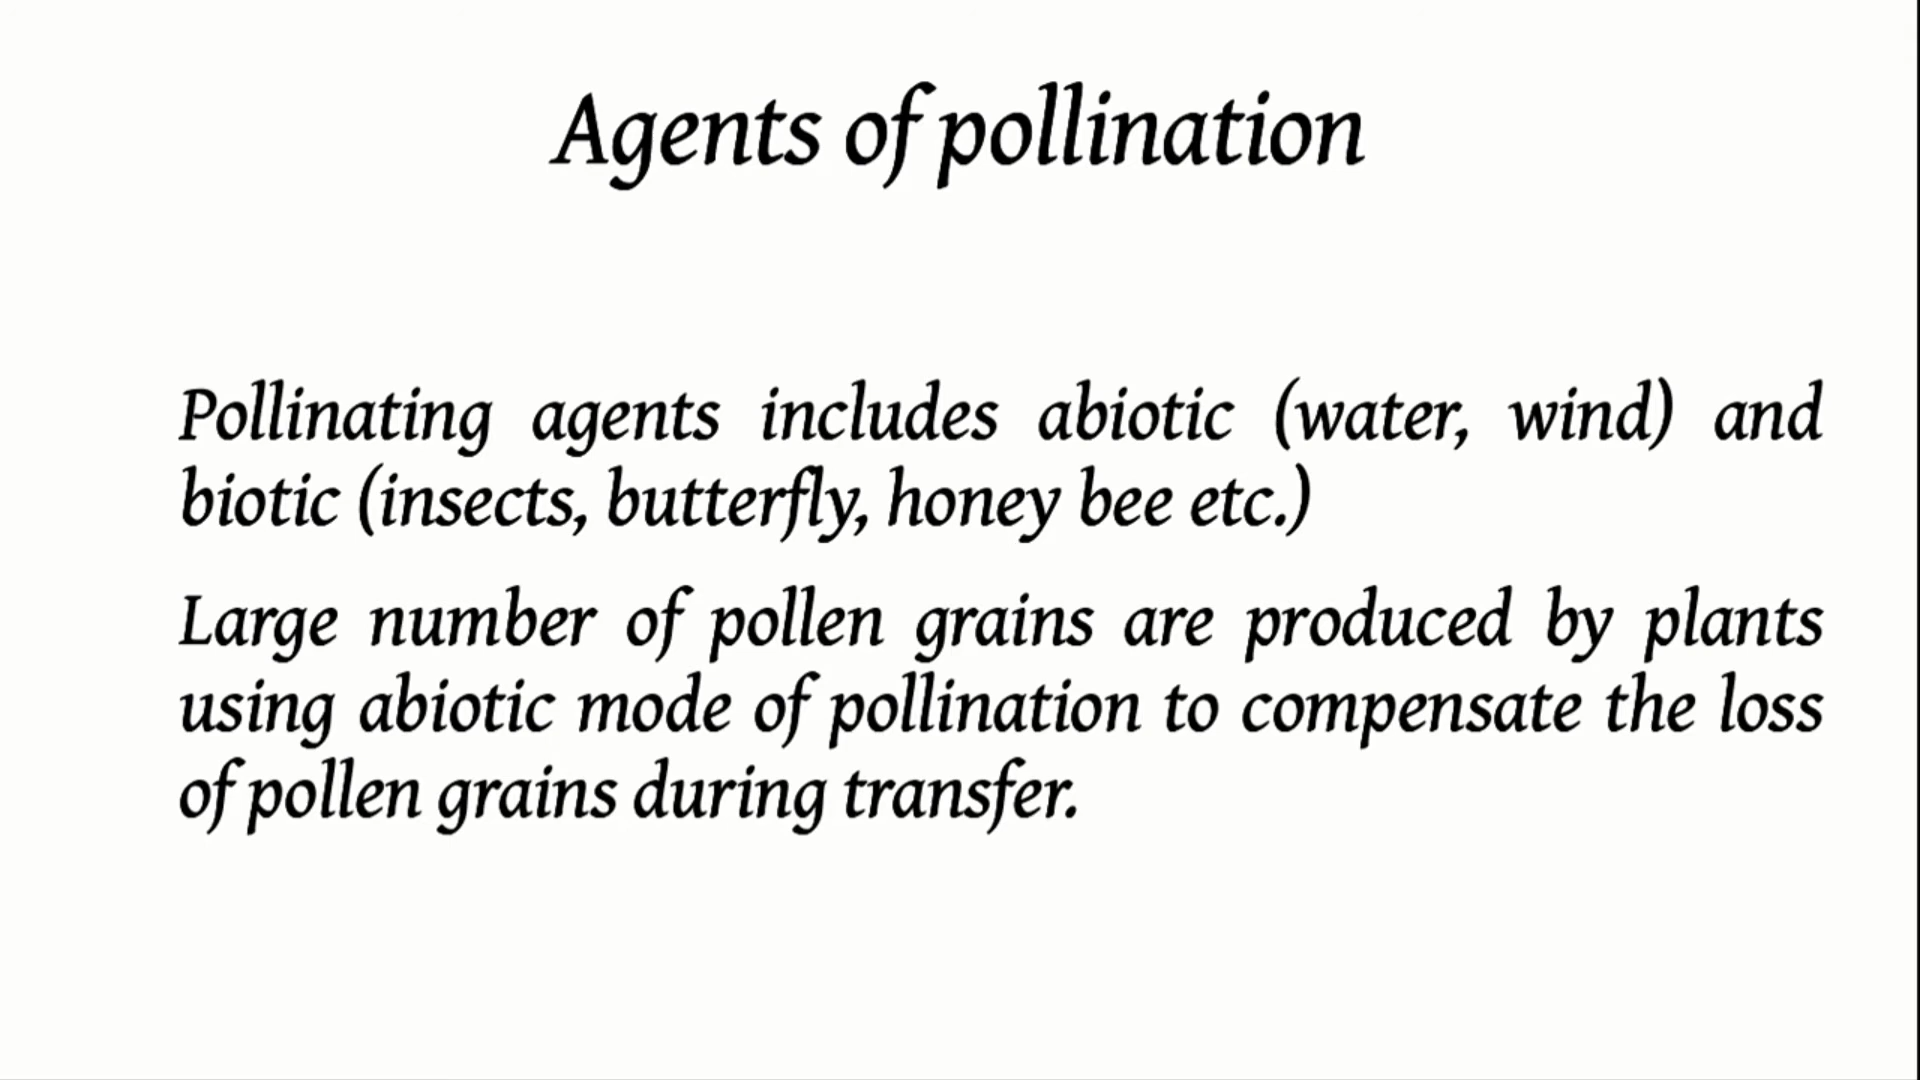 Agents of pollination
Pollinating agents includes abiotic (water, wind) and
biotic (insects, butterfly, honey bee etc.)
Large number of pollen grains are produced by plants
using abiotic mode of pollination to compensate the loss
of pollen grains during transfer.